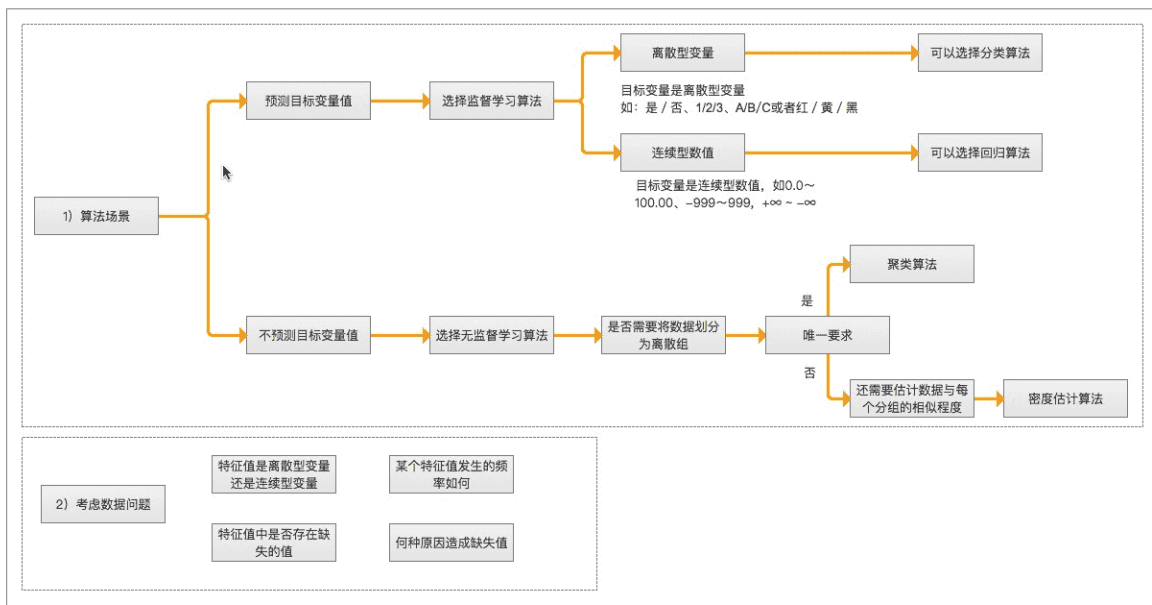 离散型变量
可以选择分类算法
预测目标变量值
选择监督学习算法
目标变量是离散型变量
如：是 / 否、1/2/3、A/B/C或者红 / 黄 / 黑
连续型数值
可以选择回归算法
目标变量是连续型数值，如0.0～
100.00、-999～999，+∞ ~ -∞
1）算法场景
聚类算法
是
不预测目标变量值
选择无监督学习算法
是否需要将数据划分
为离散组
唯一要求
否
还需要估计数据与每
个分组的相似程度
密度估计算法
2）考虑数据问题
特征值是离散型变量
还是连续型变量
某个特征值发生的频
率如何
特征值中是否存在缺
失的值
何种原因造成缺失值